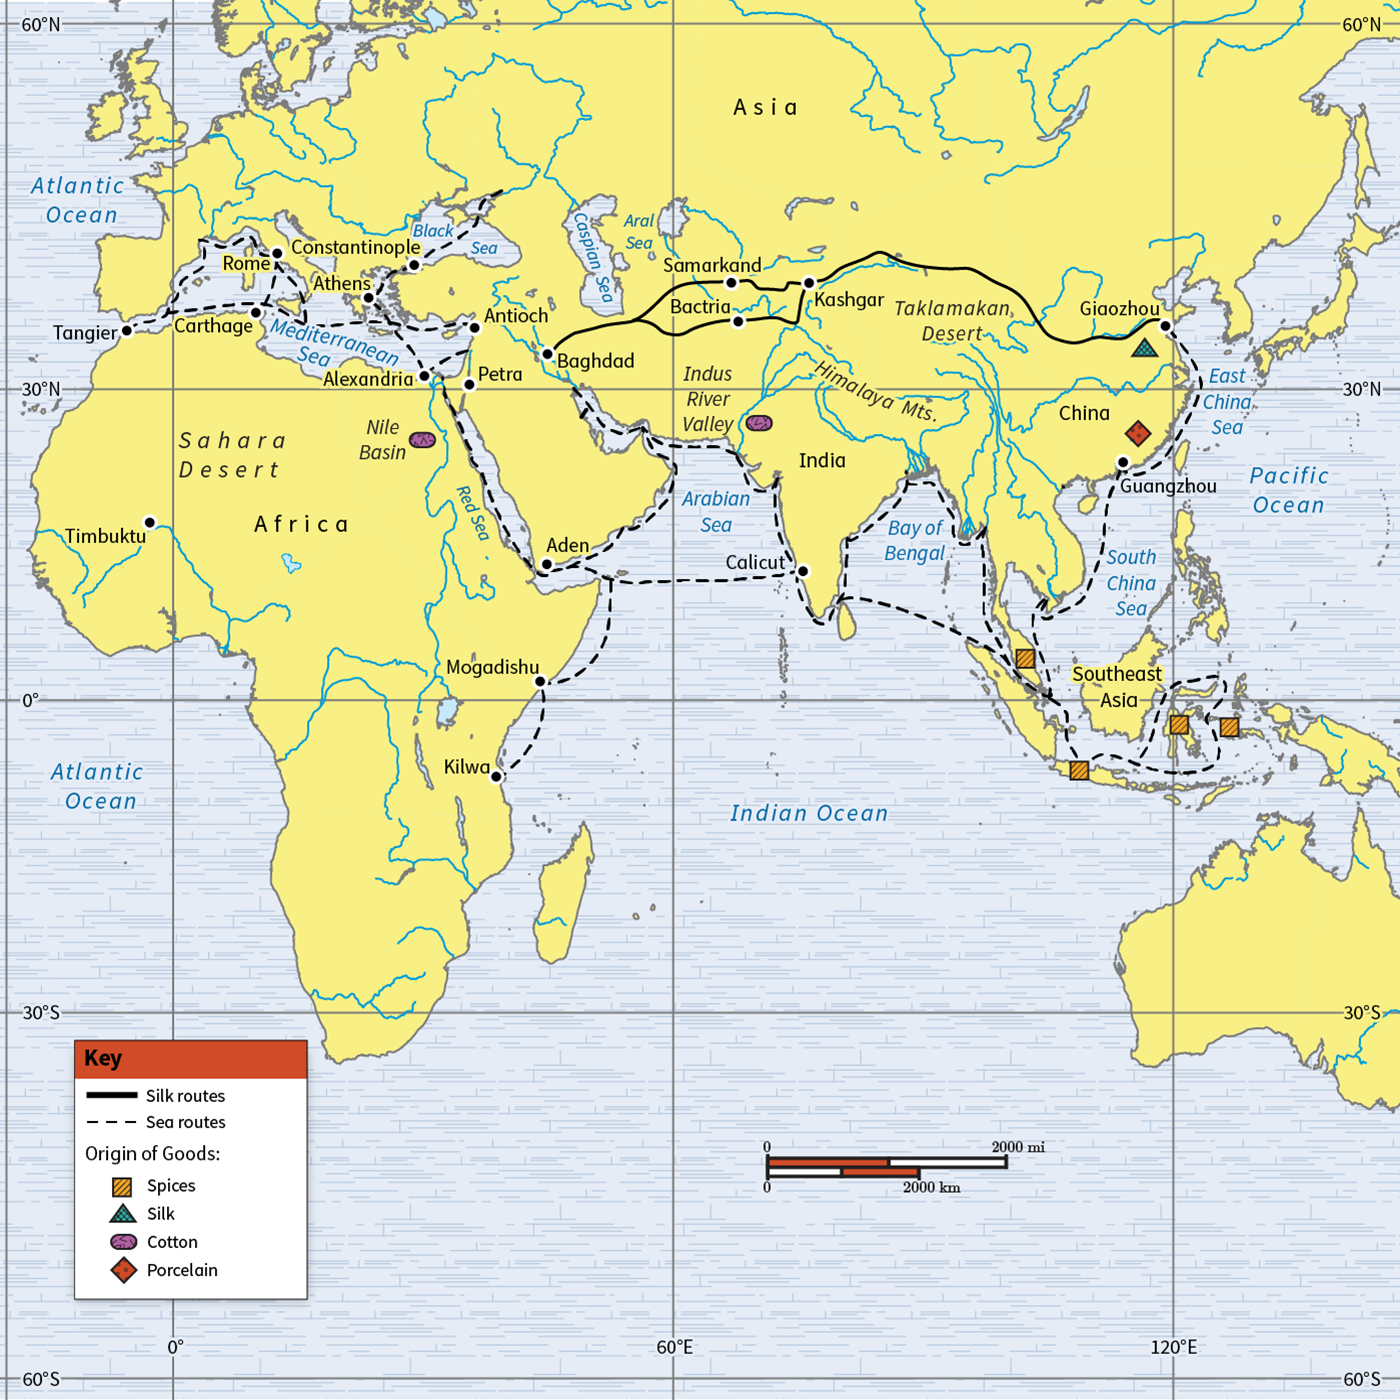 60°N
60°N
Asia
Atlantic
Ocean
Black
Sea
Caspian Sea
Aral
Sea
Constantinople
Rome
Athens
Samarkand
Kashgar
Bactria
Taklamakan
Desert
Giaozhou
Tangier
Carthage
Mediterranean
Sea
Antioch
Baghdad
Alexandria
Petra
30°N
30°N
Indus
River
Valley
Himalaya Mts.
China
East
China
Sea
Nile
Basin
Sahara
Desert
India
Guangzhou
Pacific
Ocean
Red Sea
Arabian
Sea
Africa
Timbuktu
Aden
Calicut
Bay of
Bengal
South
China
Sea
Mogadishu
Southeast
Asia
0°
Kilwa
Atlantic
Ocean
Indian Ocean
30°S
30°S
Key
Silk routes
Sea routes
Origin of Goods:
Spices
Silk
Cotton
Porcelain
0
2000 mi
0
2000 km
0°
60°E
120°E
60°S
60°S